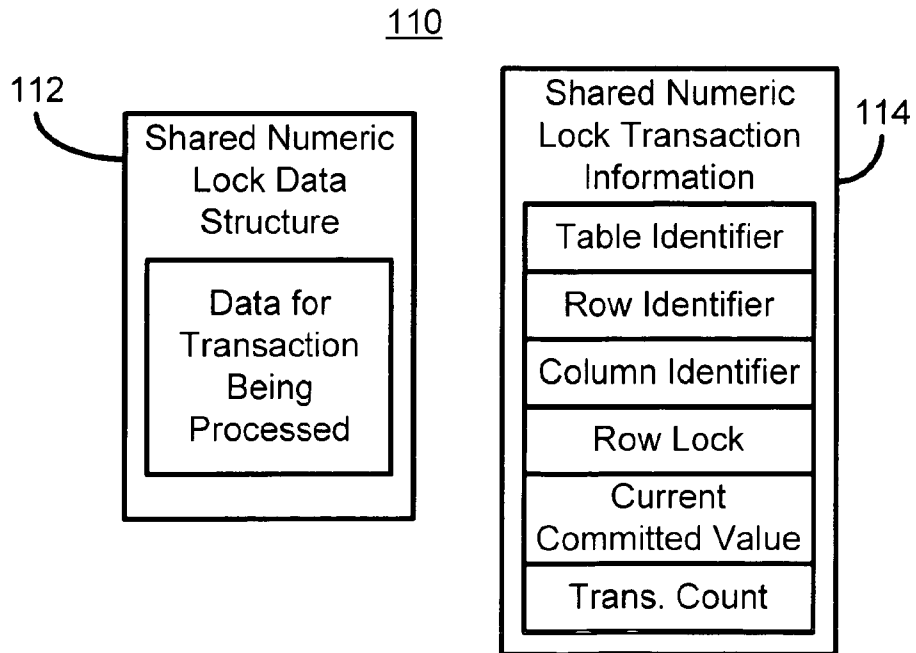 110
112
Shared Numeric
Lock Data
Structure
Data for
Transaction
Being
Processed
Shared Numeric
Lock Transaction
Information
114
Table Identifier
Row Identifier
Column Identifier
Row Lock
Current
Committed Value
Trans. Count